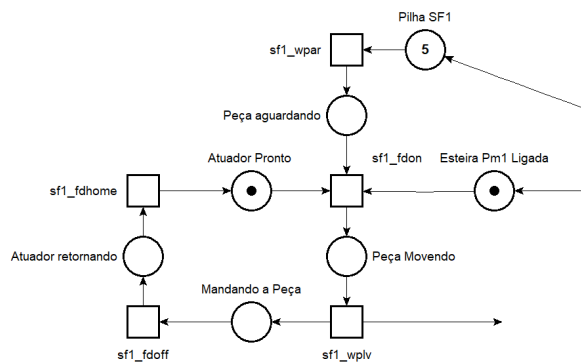 Pilha SF1
sf1_wpar
5
Peça aguardando
Atuador Pronto
sf1_fdon
Esteira Pm1 Ligada
sf1_fdhome
Atuador retornando
Peça Movendo
Mandando a Peça
sf1_fdoff
sf1_wplv